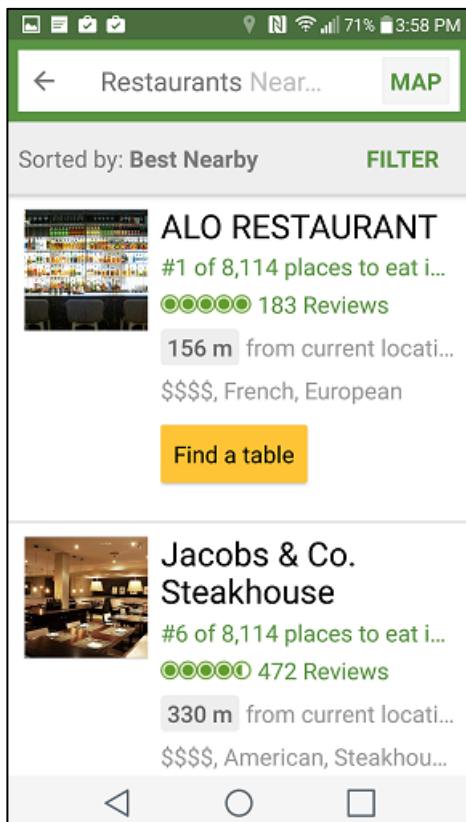 71% 3:58 PM
Restaurants Near... MAP
Sorted by: Best Nearby FILTER
ALO RESTAURANT
#1 of 8,114 places to eat i...
183 Reviews
156 m from current locati...
$$$$, French, European
Find a table
Jacobs & Co.
Steakhouse
#6 of 8,114 places to eat i...
472 Reviews
330 m from current locati...
$$$$, American, Steakhou...